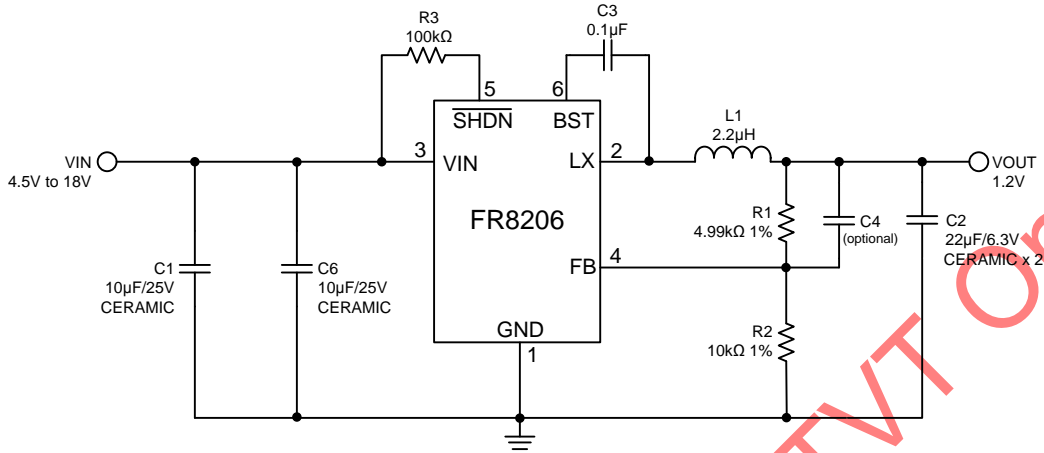 R3
100kΩ
C3
0.1µF
5
6
SHDN
BST
L1
2.2µH
VIN
4.5V to 18V
3
VIN
LX
2
VOUT
1.2V
FR8206
R1
4.99kΩ 1%
C4
(optional)
C2
22µF/6.3V
CERAMIC x 2
C1
10µF/25V
CERAMIC
C6
10µF/25V
CERAMIC
FB
4
GND
1
R2
10kΩ 1%
TVT